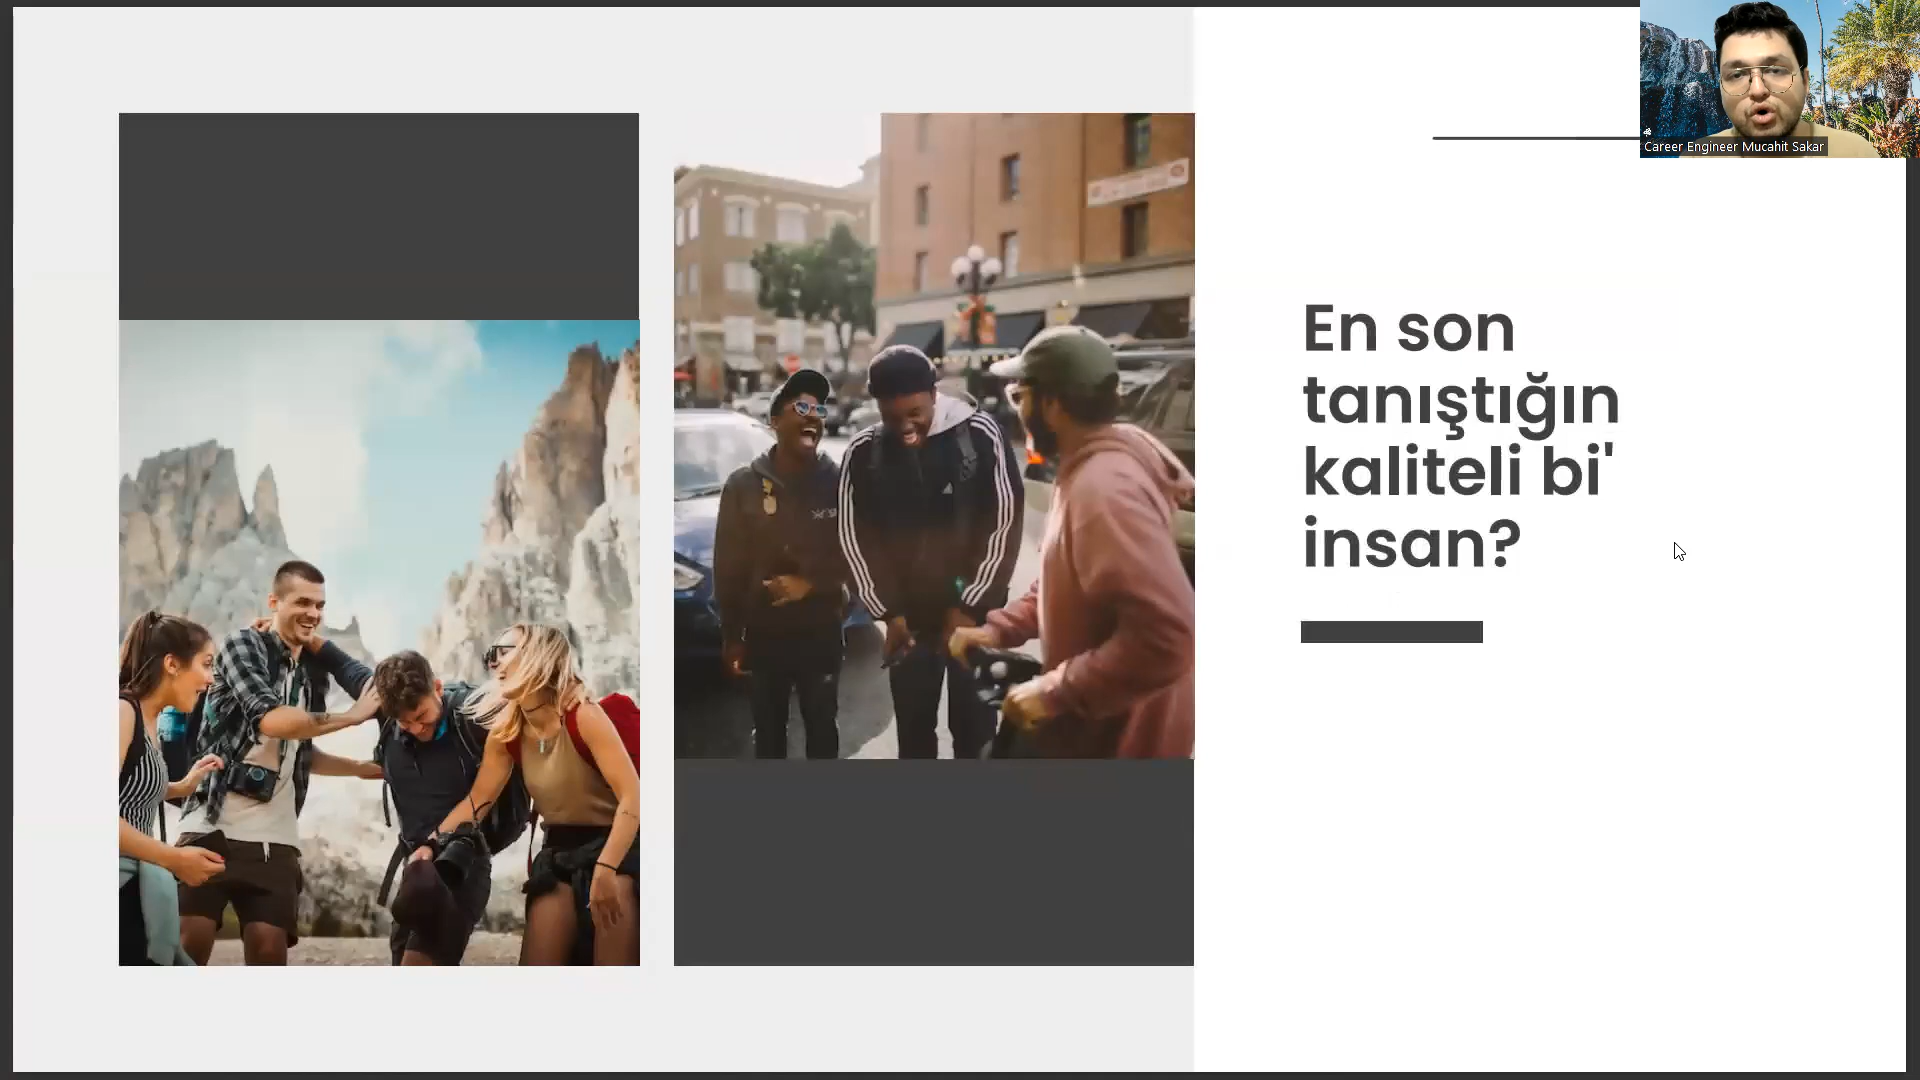 Career Engineer Mucahit Sakar
En son
tanıştığın
kaliteli bi'
insan?